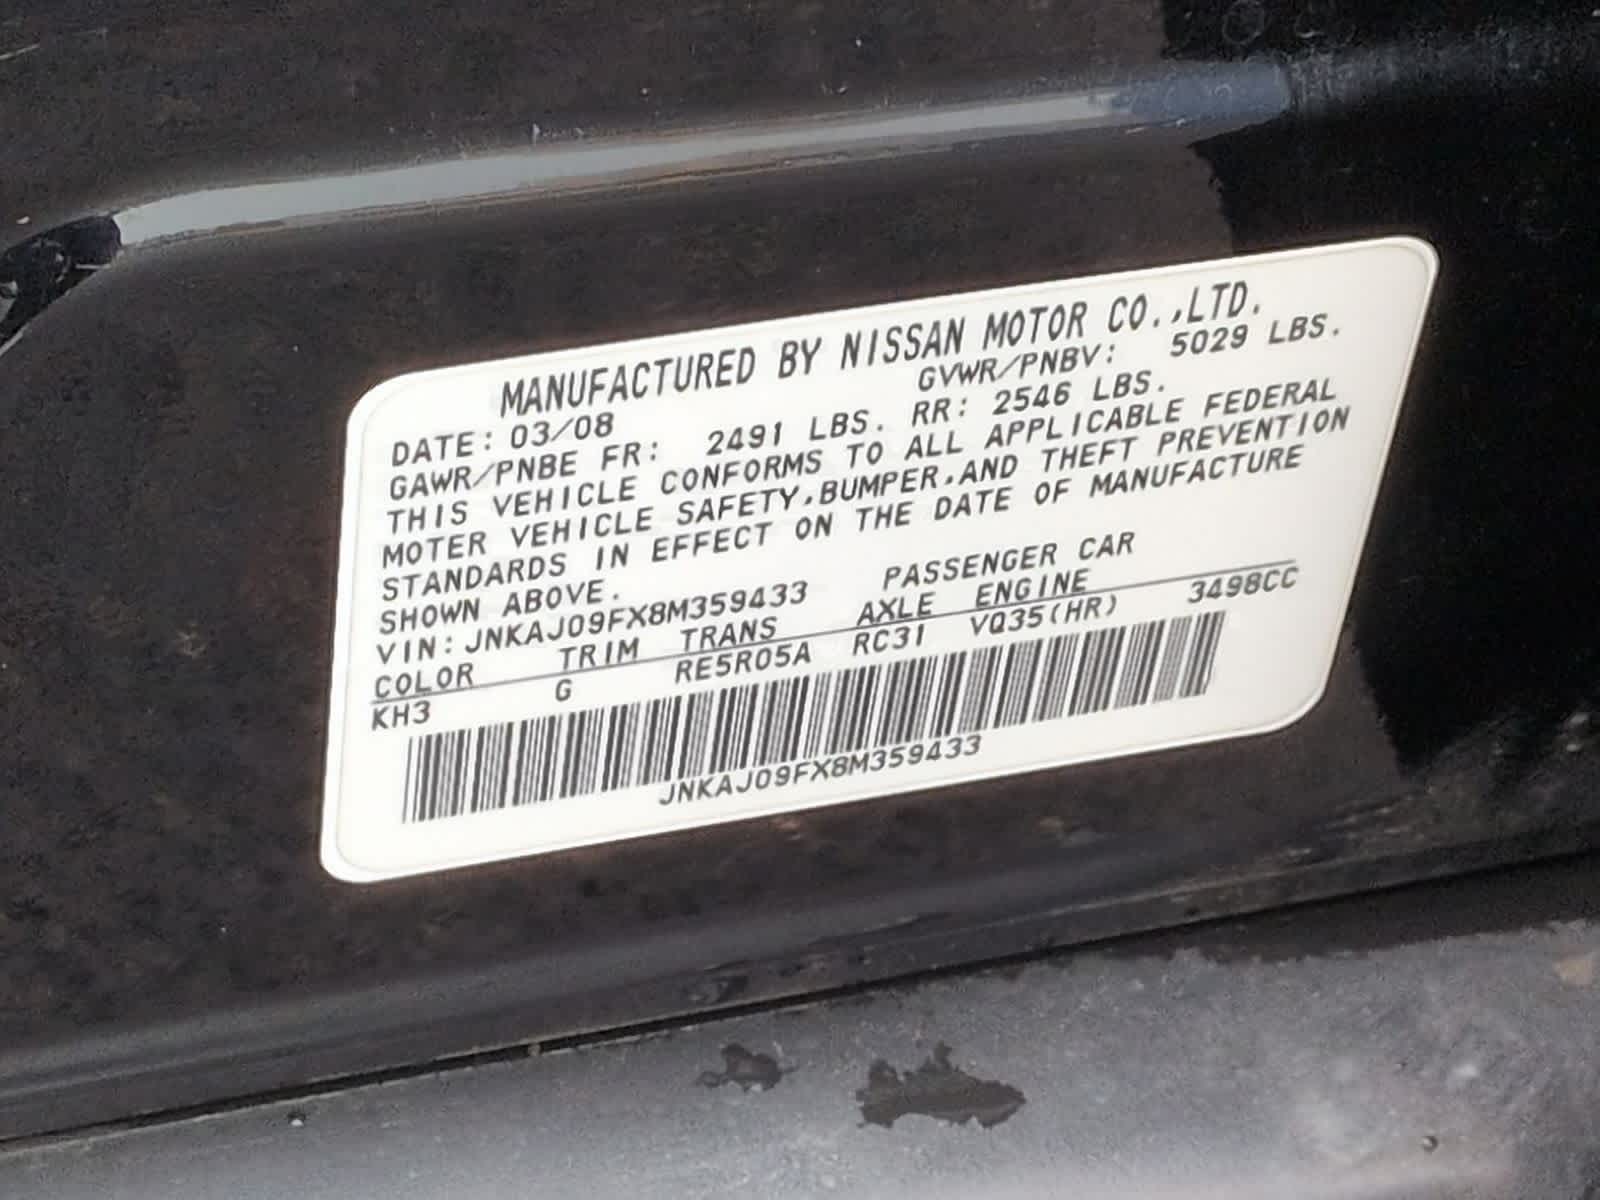 MANUFACTURED BY NISSAN MOTOR CO.,LTD.
DATE: 03/08 GVWR/PNBV: 5029 LBS.
GAWR/PNBE FR: 2491 LBS. RR: 2546 LBS.
THIS VEHICLE CONFORMS TO ALL APPLICABLE FEDERAL
MOTER VEHICLE SAFETY,BUMPER,AND THEFT PREVENTION
STANDARDS IN EFFECT ON THE DATE OF MANUFACTURE
SHOWN ABOVE.
VIN: JNKAJ09FX8M359433 PASSENGER CAR
COLOR TRIM TRANS AXLE ENGINE
KH3 G RE5R05A RC31 VQ35(HR) 3498CC
JNKAJ09FX8M359433